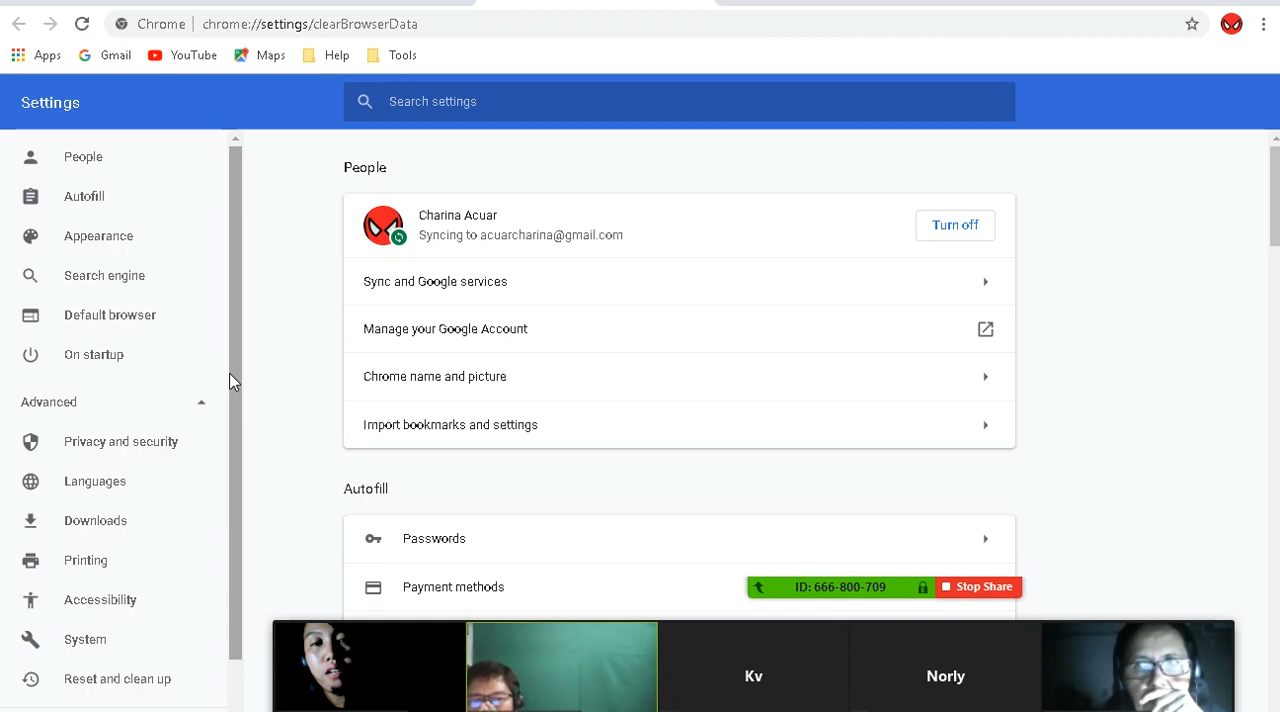 Chrome | chrome://settings/clearBrowserData
Apps Gmail YouTube Maps Help Tools
Settings
Search settings
People
Autofill
Appearance
Search engine
Default browser
On startup
Advanced
Privacy and security
Languages
Downloads
Printing
Accessibility
System
Reset and clean up
People
Charina Acuar
Syncing to acuarcharina@gmail.com
Turn off
Sync and Google services
Manage your Google Account
Chrome name and picture
Import bookmarks and settings
Autofill
Passwords
Payment methods
ID: 666-800-709
Stop Share
Kv
Norly